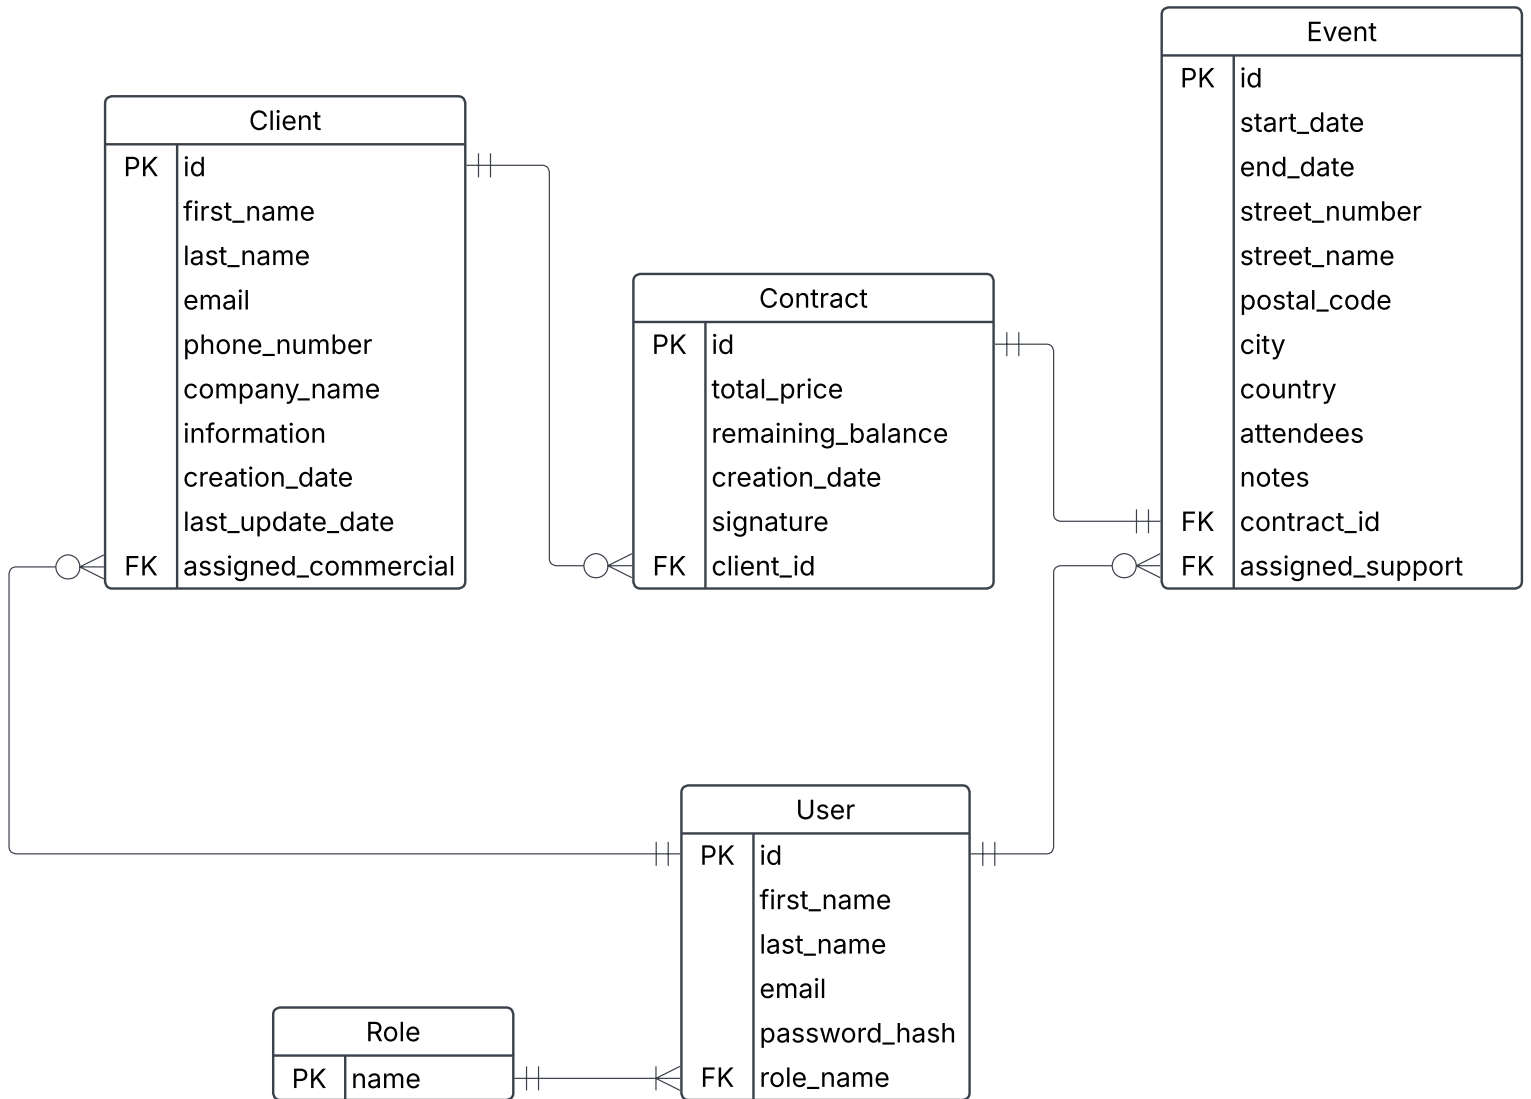 Client
PK id
first_name
last_name
email
phone_number
company_name
information
creation_date
last_update_date
FK assigned_commercial
Contract
PK id
total_price
remaining_balance
creation_date
signature
FK client_id
Event
PK id
start_date
end_date
street_number
street_name
postal_code
city
country
attendees
notes
FK contract_id
FK assigned_support
User
PK id
first_name
last_name
email
password_hash
FK role_name
Role
PK name